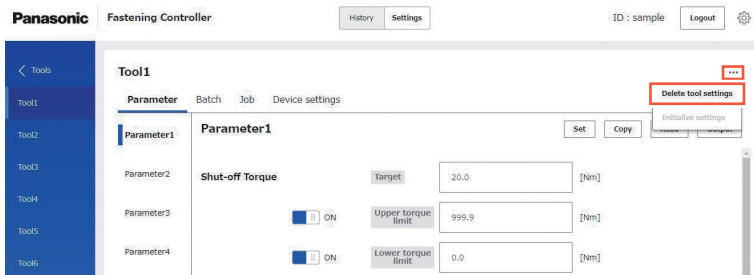 Panasonic Fastening Controller History Settings ID : sample Logout
Tools
Tool1
Tool2
Tool3
Tool4
Tool5
Tool6
Tool1
...
Delete tool settings
Initialize settings
Parameter Batch Job Device settings
Parameter1
Parameter2
Parameter3
Parameter4
Parameter1 Set Copy Read Output
Shut-off Torque Target 20.0 [Nm]
ON Upper torque limit 999.9 [Nm]
ON Lower torque limit 0.0 [Nm]